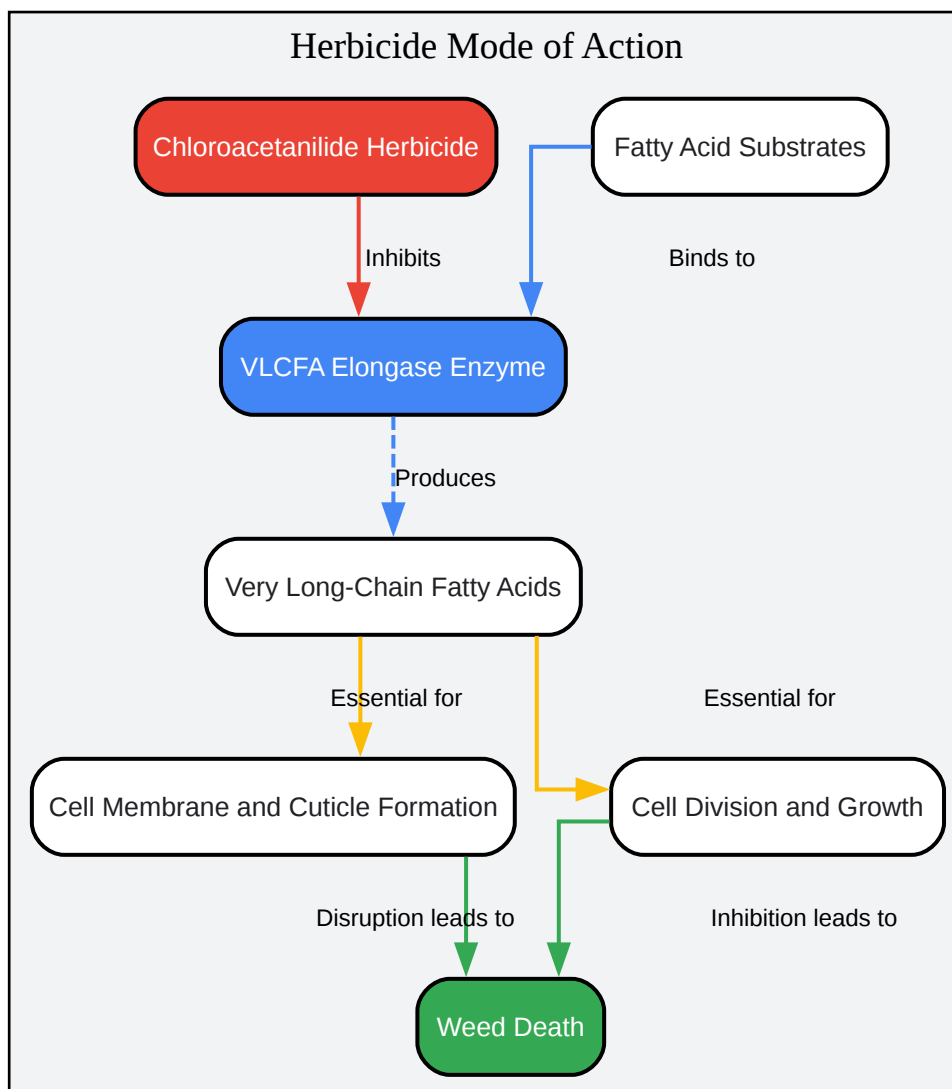 Herbicide Mode of Action
Chloroacetanilide Herbicide
Fatty Acid Substrates
Inhibits
Binds to
VLCFA Elongase Enzyme
Produces
Very Long-Chain Fatty Acids
Essential for
Essential for
Cell Membrane and Cuticle Formation
Cell Division and Growth
Disruption leads to
Inhibition leads to
Weed Death